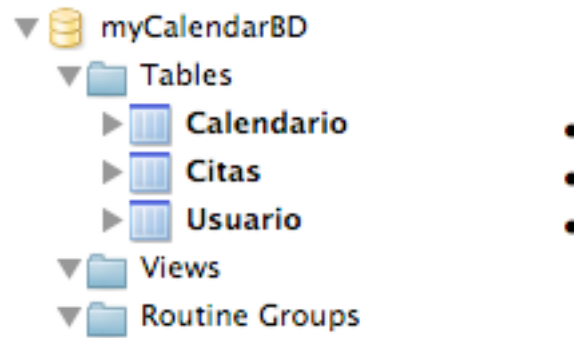 myCalendarBD
Tables
Calendario
Citas
Usuario
Views
Routine Groups